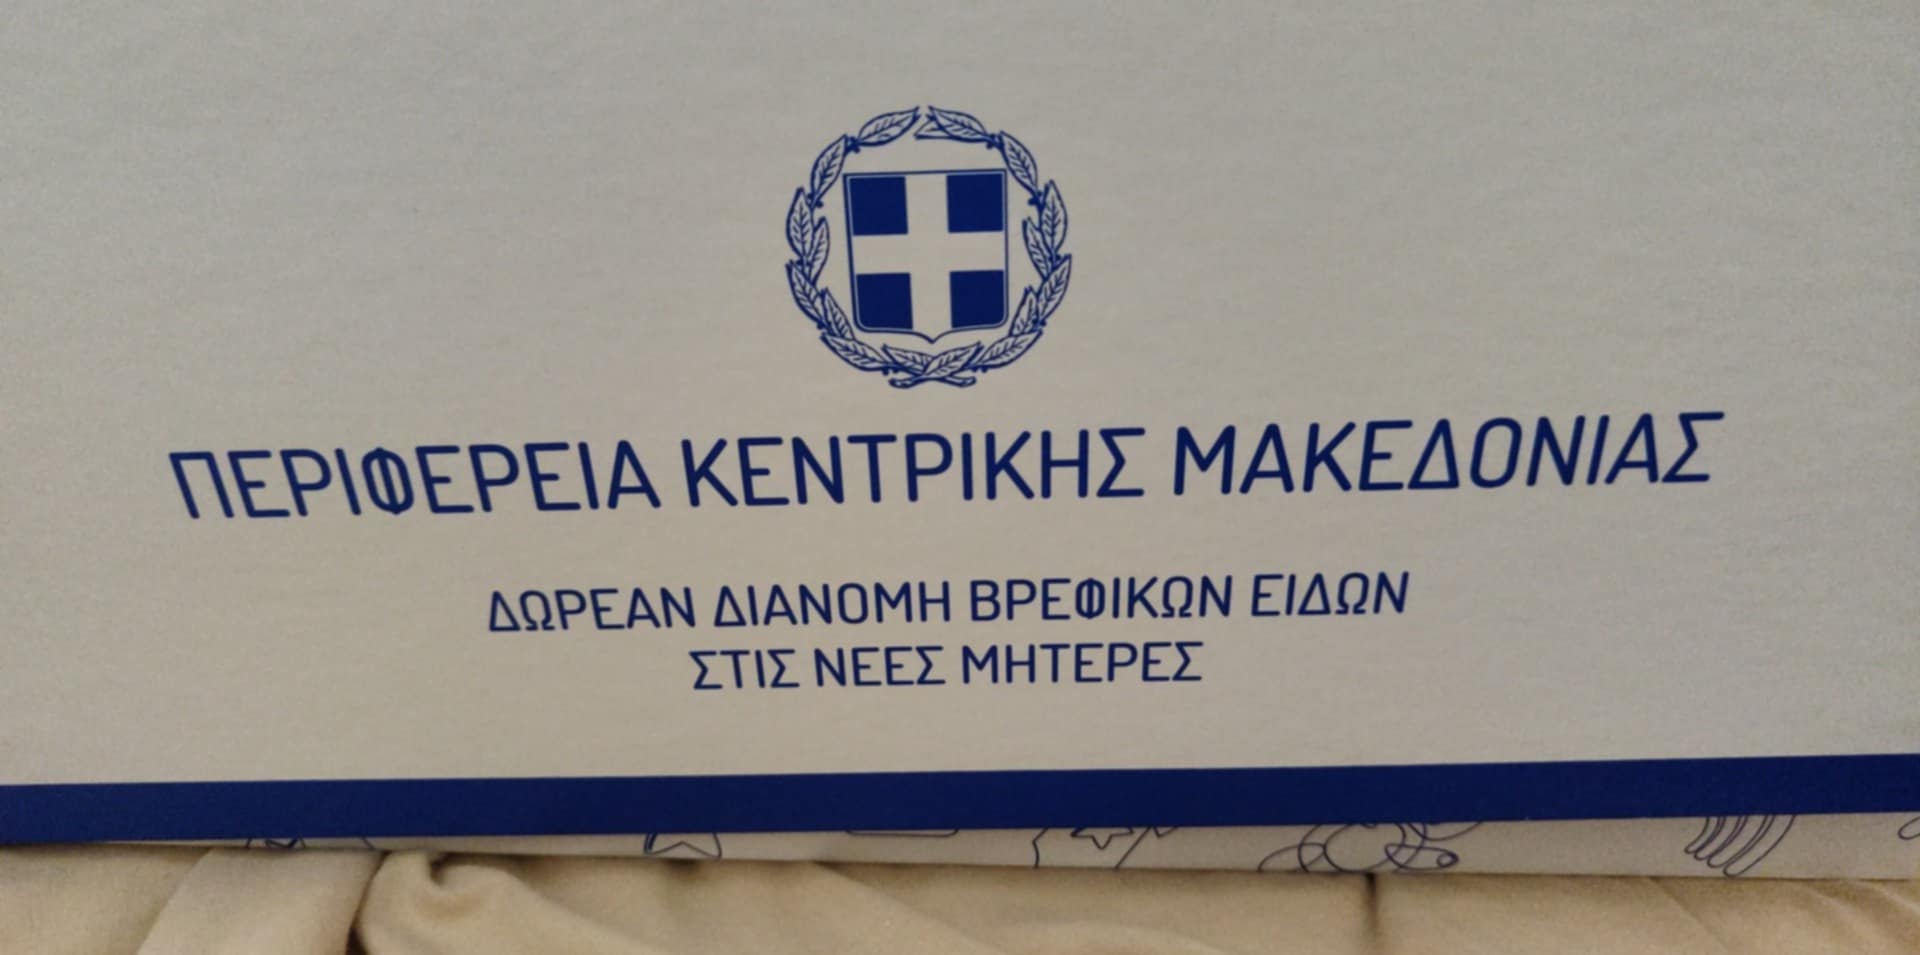 ΠΕΡΙΦΕΡΕΙΑ ΚΕΝΤΡΙΚΗΣ ΜΑΚΕΔΟΝΙΑΣ
ΔΩΡΕΑΝ ΔΙΑΝΟΜΗ ΒΡΕΦΙΚΩΝ ΕΙΔΩΝ
ΣΤΙΣ ΝΕΕΣ ΜΗΤΕΡΕΣ